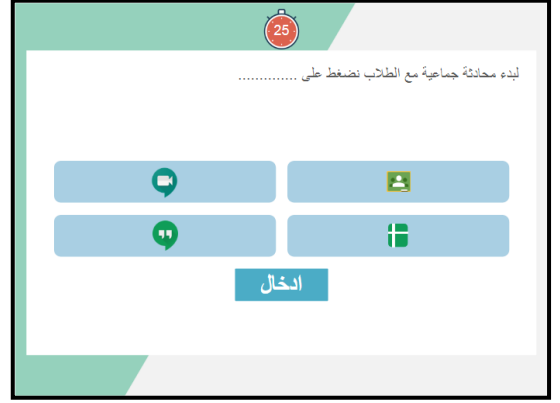 25
لبدء محادثة جماعية مع الطلاب نضغط على ..............
ادخال